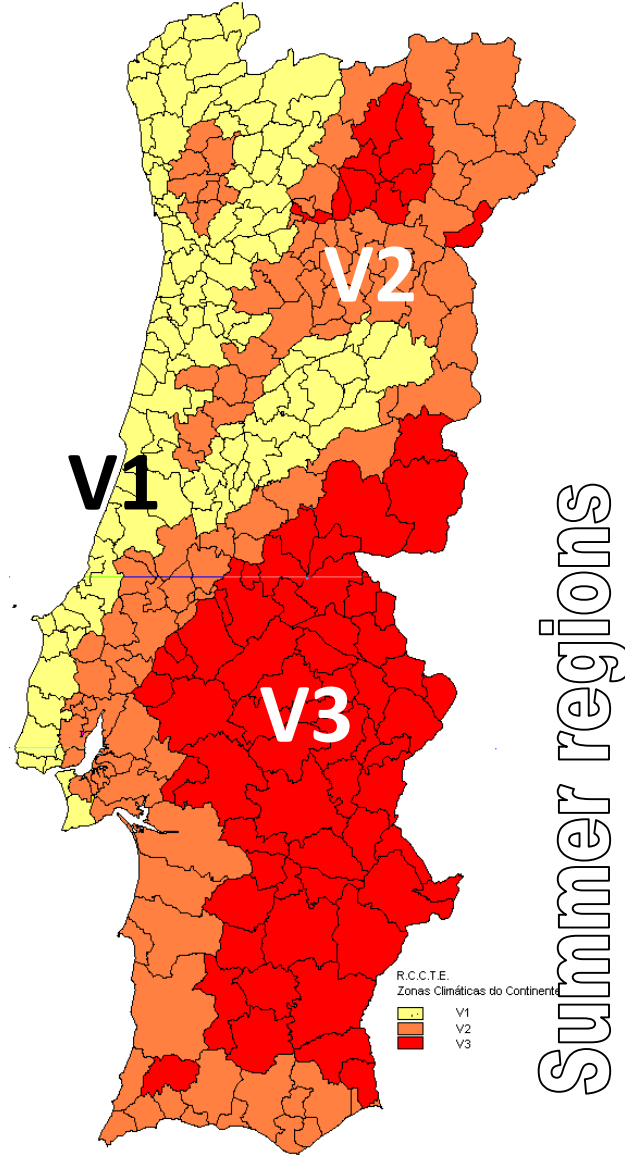 V2
V1
V3
Summer regions
R.C.C.T.E.
Zonas Climáticas do Continente
V1
V2
V3